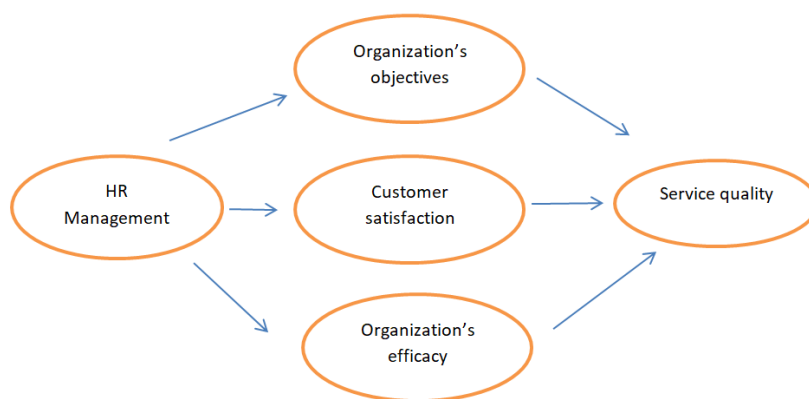 Organization’s
objectives
HR
Management
Customer
satisfaction
Service quality
Organization’s
efficacy